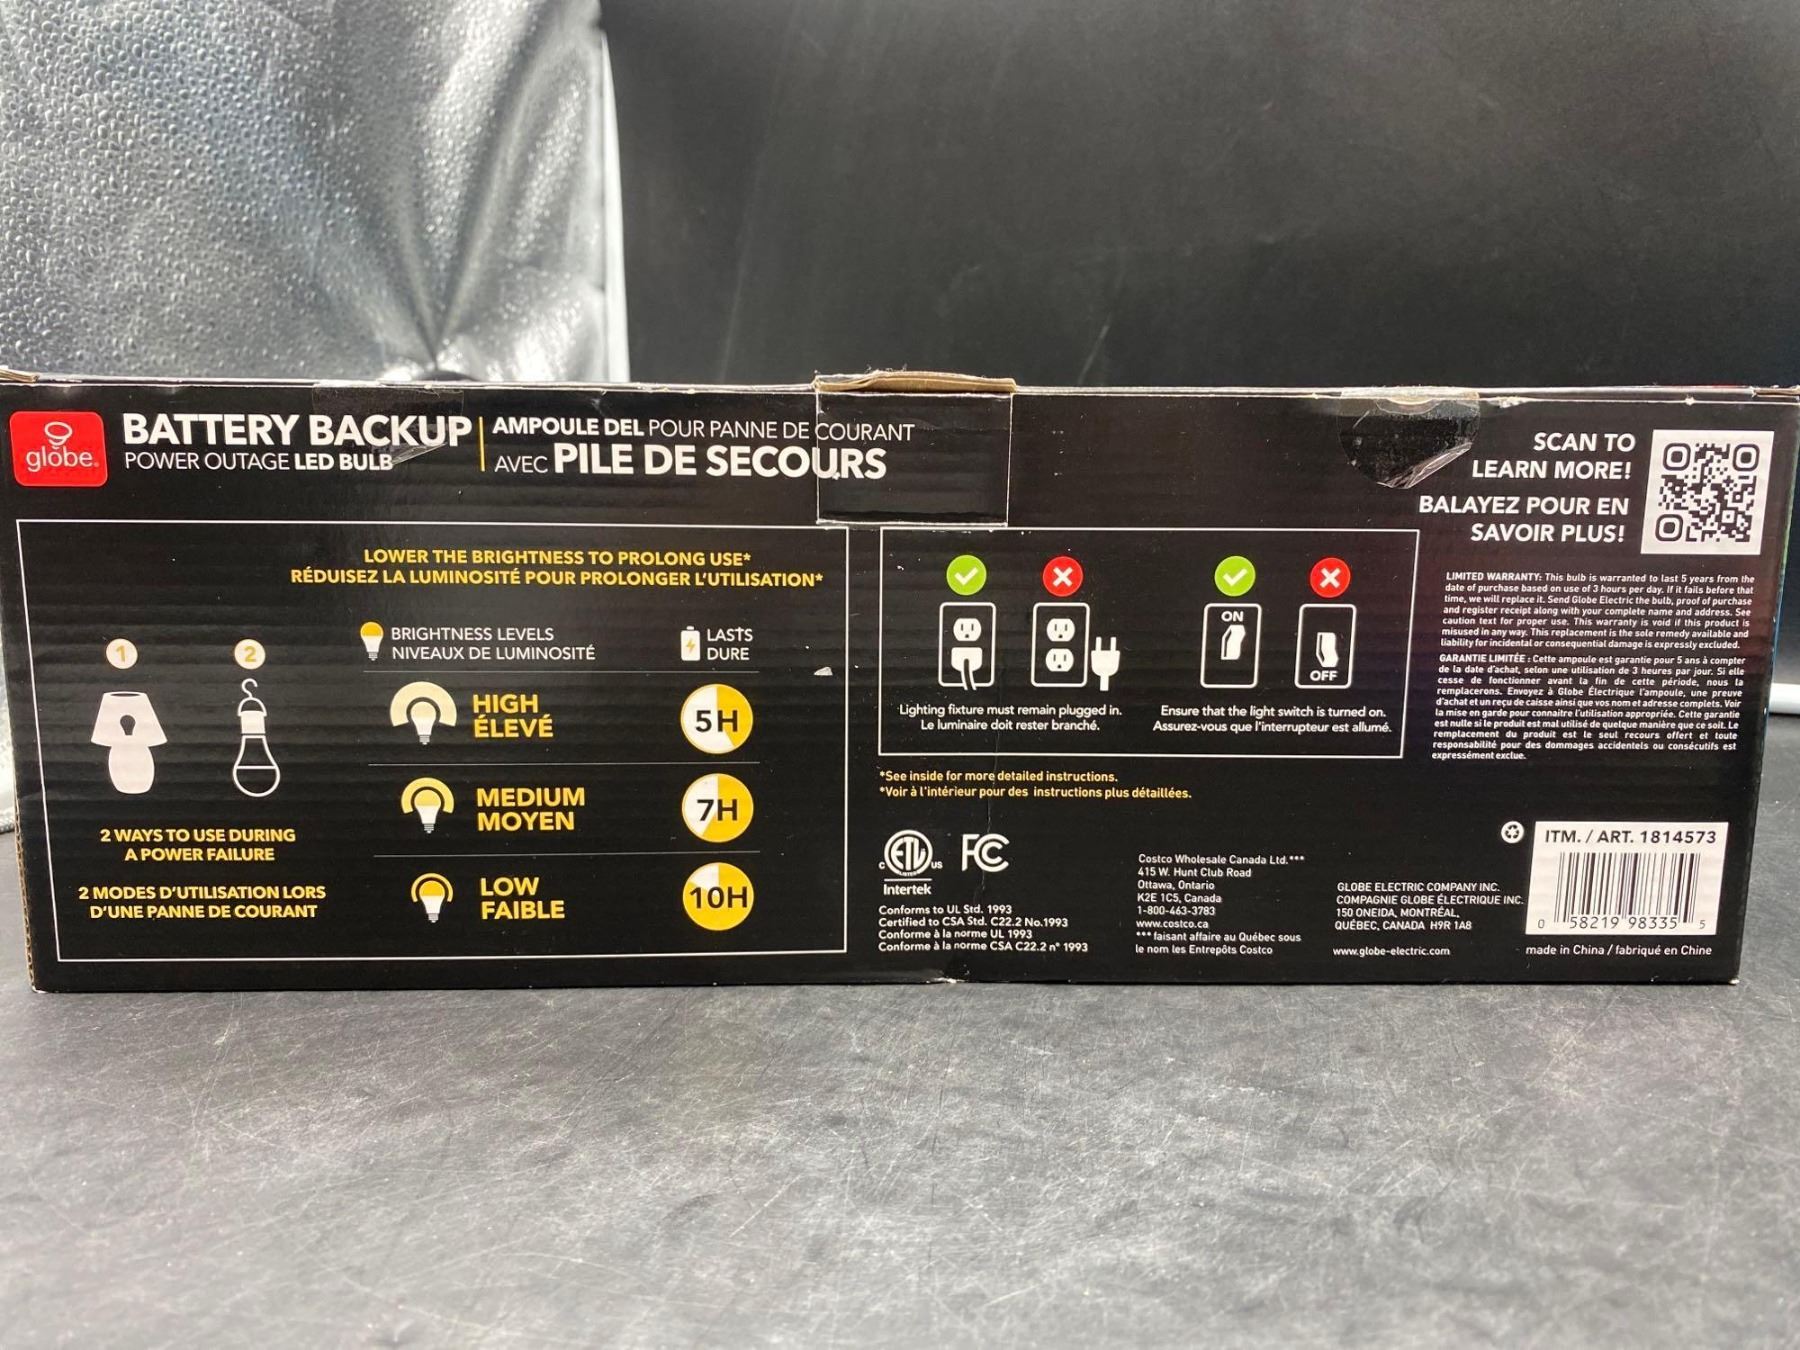 globe.
BATTERY BACKUP
POWER OUTAGE LED BULB
AMPOULE DEL POUR PANNE DE COURANT
AVEC PILE DE SECOURS
LOWER THE BRIGHTNESS TO PROLONG USE*
RÉDUISEZ LA LUMINOSITÉ POUR PROLONGER L'UTILISATION*
1
2
2 WAYS TO USE DURING
A POWER FAILURE
2 MODES D'UTILISATION LORS
D'UNE PANNE DE COURANT
BRIGHTNESS LEVELS
NIVEAUX DE LUMINOSITÉ
LASTS
DURE
HIGH
ÉLEVÉ
5H
MEDIUM
MOYEN
7H
LOW
FAIBLE
10H
Lighting fixture must remain plugged in.
Le luminaire doit rester branché.
ON
OFF
Ensure that the light switch is turned on.
Assurez-vous que l'interrupteur est allumé.
*See inside for more detailed instructions.
*Voir à l'intérieur pour des instructions plus détaillées.
c ETL us
LISTED
Intertek
FC
Conforms to UL Std. 1993
Certified to CSA Std. C22.2 No.1993
Conforme à la norme UL 1993
Conforme à la norme CSA C22.2 n° 1993
Costco Wholesale Canada Ltd.***
415 W. Hunt Club Road
Ottawa, Ontario
K2E 1C5, Canada
1-800-463-3783
www.costco.ca
*** faisant affaire au Québec sous
le nom les Entrepôts Costco
SCAN TO
LEARN MORE!
BALAYEZ POUR EN
SAVOIR PLUS!
LIMITED WARRANTY: This bulb is warranted to last 5 years from the
date of purchase based on use of 3 hours per day. If it fails before that
time, we will replace it. Send Globe Electric the bulb, proof of purchase
and register receipt along with your complete name and address. See
caution text for proper use. This warranty is void if this product is
misused in any way. This replacement is the sole remedy available and
liability for incidental or consequential damage is expressly excluded.
GARANTIE LIMITÉE : Cette ampoule est garantie pour 5 ans à compter
de la date d'achat, selon une utilisation de 3 heures par jour. Si elle
cesse de fonctionner avant la fin de cette période, nous la
remplacerons. Envoyez à Globe Électrique l'ampoule, une preuve
d'achat et un reçu de caisse ainsi que vos nom et adresse complets. Voir
la mise en garde pour connaître l'utilisation appropriée. Cette garantie
est nulle si le produit est mal utilisé de quelque manière que ce soit. Le
remplacement du produit est le seul recours offert et toute
responsabilité pour des dommages accidentels ou consécutifs est
expressément exclue.
GLOBE ELECTRIC COMPANY INC.
COMPAGNIE GLOBE ÉLECTRIQUE INC.
150 ONEIDA, MONTRÉAL,
QUÉBEC, CANADA H9R 1A8
www.globe-electric.com
ITM. / ART. 1814573
0 58219 98335 5
made in China / fabriqué en Chine